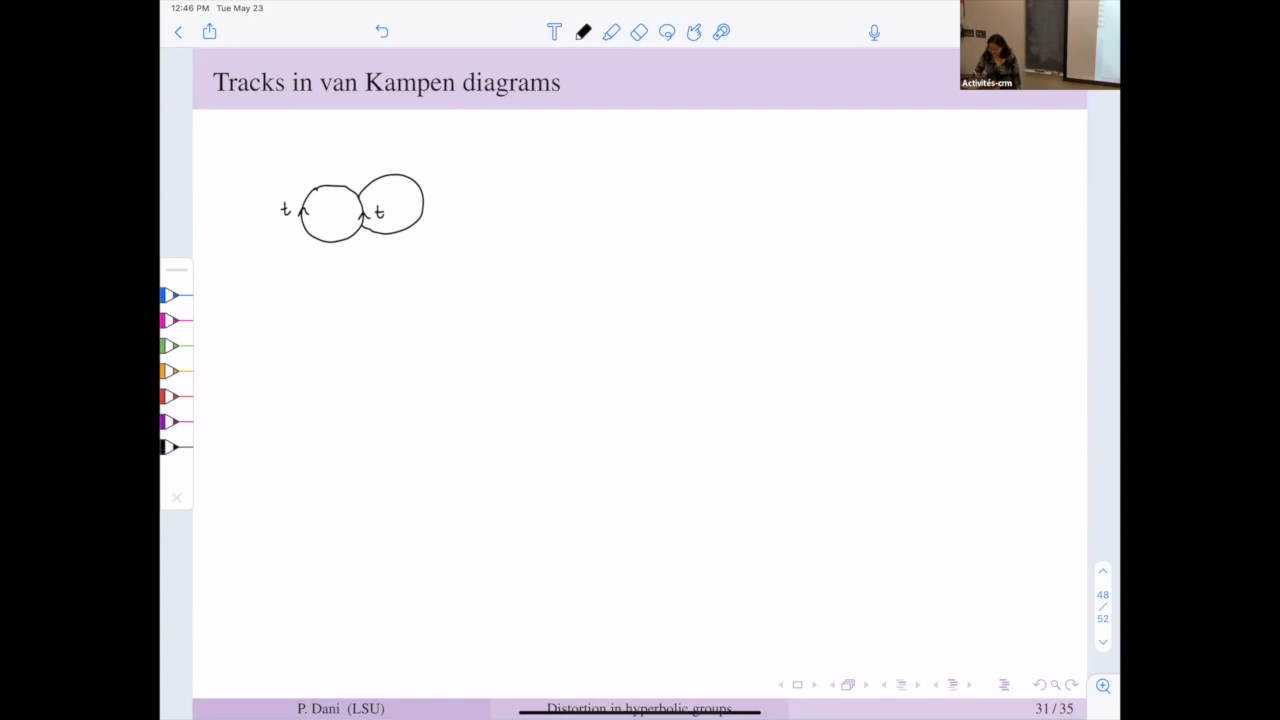 12:46 PM Tue May 23
Activités-crm
Tracks in van Kampen diagrams
t t
48
/
52
P. Dani (LSU) Distortion in hyperbolic groups 31 / 35